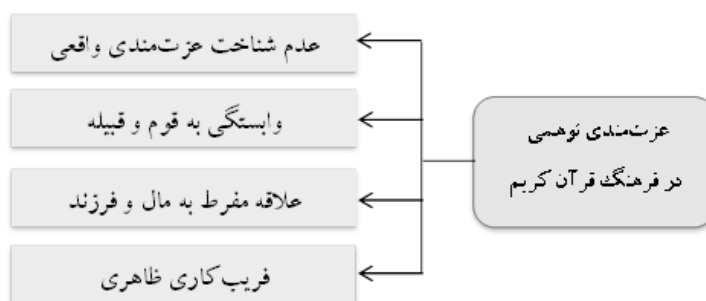 عزت‌مندی توهمی
در فرهنگ قرآن کریم
عدم شناخت عزت‌مندی واقعی
وابستگی به قوم و قبیله
علاقه مفرط به مال و فرزند
فریب‌کاری ظاهری